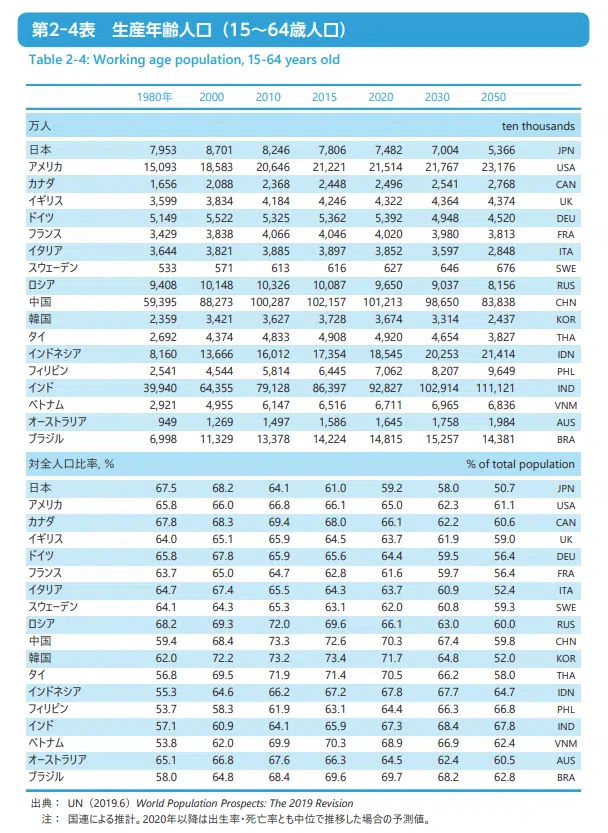 第2-4表　生産年齢人口（15～64歳人口）
Table 2-4: Working age population, 15-64 years old
1980年 2000 2010 2015 2020 2030 2050
万人 ten thousands
日本 7,953 8,701 8,246 7,806 7,482 7,004 5,366 JPN
アメリカ 15,093 18,583 20,646 21,221 21,514 21,767 23,176 USA
カナダ 1,656 2,088 2,368 2,448 2,496 2,541 2,768 CAN
イギリス 3,599 3,834 4,184 4,246 4,322 4,364 4,374 UK
ドイツ 5,149 5,522 5,325 5,362 5,392 4,948 4,520 DEU
フランス 3,429 3,838 4,066 4,046 4,020 3,980 3,813 FRA
イタリア 3,644 3,821 3,885 3,897 3,852 3,597 2,848 ITA
スウェーデン 533 571 613 616 627 646 676 SWE
ロシア 9,408 10,148 10,326 10,087 9,650 9,037 8,156 RUS
中国 59,395 88,273 100,287 102,157 101,213 98,650 83,838 CHN
韓国 2,359 3,421 3,627 3,728 3,674 3,314 2,437 KOR
タイ 2,692 4,374 4,833 4,908 4,920 4,654 3,827 THA
インドネシア 8,160 13,666 16,012 17,354 18,545 20,253 21,414 IDN
フィリピン 2,541 4,544 5,814 6,445 7,062 8,207 9,649 PHL
インド 39,940 64,355 79,128 86,397 92,827 102,914 111,121 IND
ベトナム 2,921 4,955 6,147 6,516 6,711 6,965 6,836 VNM
オーストラリア 949 1,269 1,497 1,586 1,645 1,758 1,984 AUS
ブラジル 6,998 11,329 13,378 14,224 14,815 15,257 14,381 BRA
対全人口比率, % % of total population
日本 67.5 68.2 64.1 61.0 59.2 58.0 50.7 JPN
アメリカ 65.8 66.0 66.8 66.1 65.0 62.3 61.1 USA
カナダ 67.8 68.3 69.4 68.0 66.1 62.2 60.6 CAN
イギリス 64.0 65.1 65.9 64.5 63.7 61.9 59.0 UK
ドイツ 65.8 67.8 65.9 65.6 64.4 59.5 56.4 DEU
フランス 63.7 65.0 64.7 62.8 61.6 59.7 56.4 FRA
イタリア 64.7 67.4 65.5 64.3 63.7 60.9 52.4 ITA
スウェーデン 64.1 64.3 65.3 63.1 62.0 60.8 59.3 SWE
ロシア 68.2 69.3 72.0 69.6 66.1 63.0 60.0 RUS
中国 59.4 68.4 73.3 72.6 70.3 67.4 59.8 CHN
韓国 62.0 72.2 73.2 73.4 71.7 64.8 52.0 KOR
タイ 56.8 69.5 71.9 71.4 70.5 66.2 58.0 THA
インドネシア 55.3 64.6 66.2 67.2 67.8 67.7 64.7 IDN
フィリピン 53.7 58.3 61.9 63.1 64.4 66.3 66.8 PHL
インド 57.1 60.9 64.1 65.9 67.3 68.4 67.8 IND
ベトナム 53.8 62.0 69.9 70.3 68.9 66.9 62.4 VNM
オーストラリア 65.1 66.8 67.6 66.3 64.5 62.4 60.5 AUS
ブラジル 58.0 64.8 68.4 69.6 69.7 68.2 62.8 BRA
出典： UN（2019.6）World Population Prospects: The 2019 Revision
注： 国連による推計。2020年以降は出生率・死亡率とも中位で推移した場合の予測値。